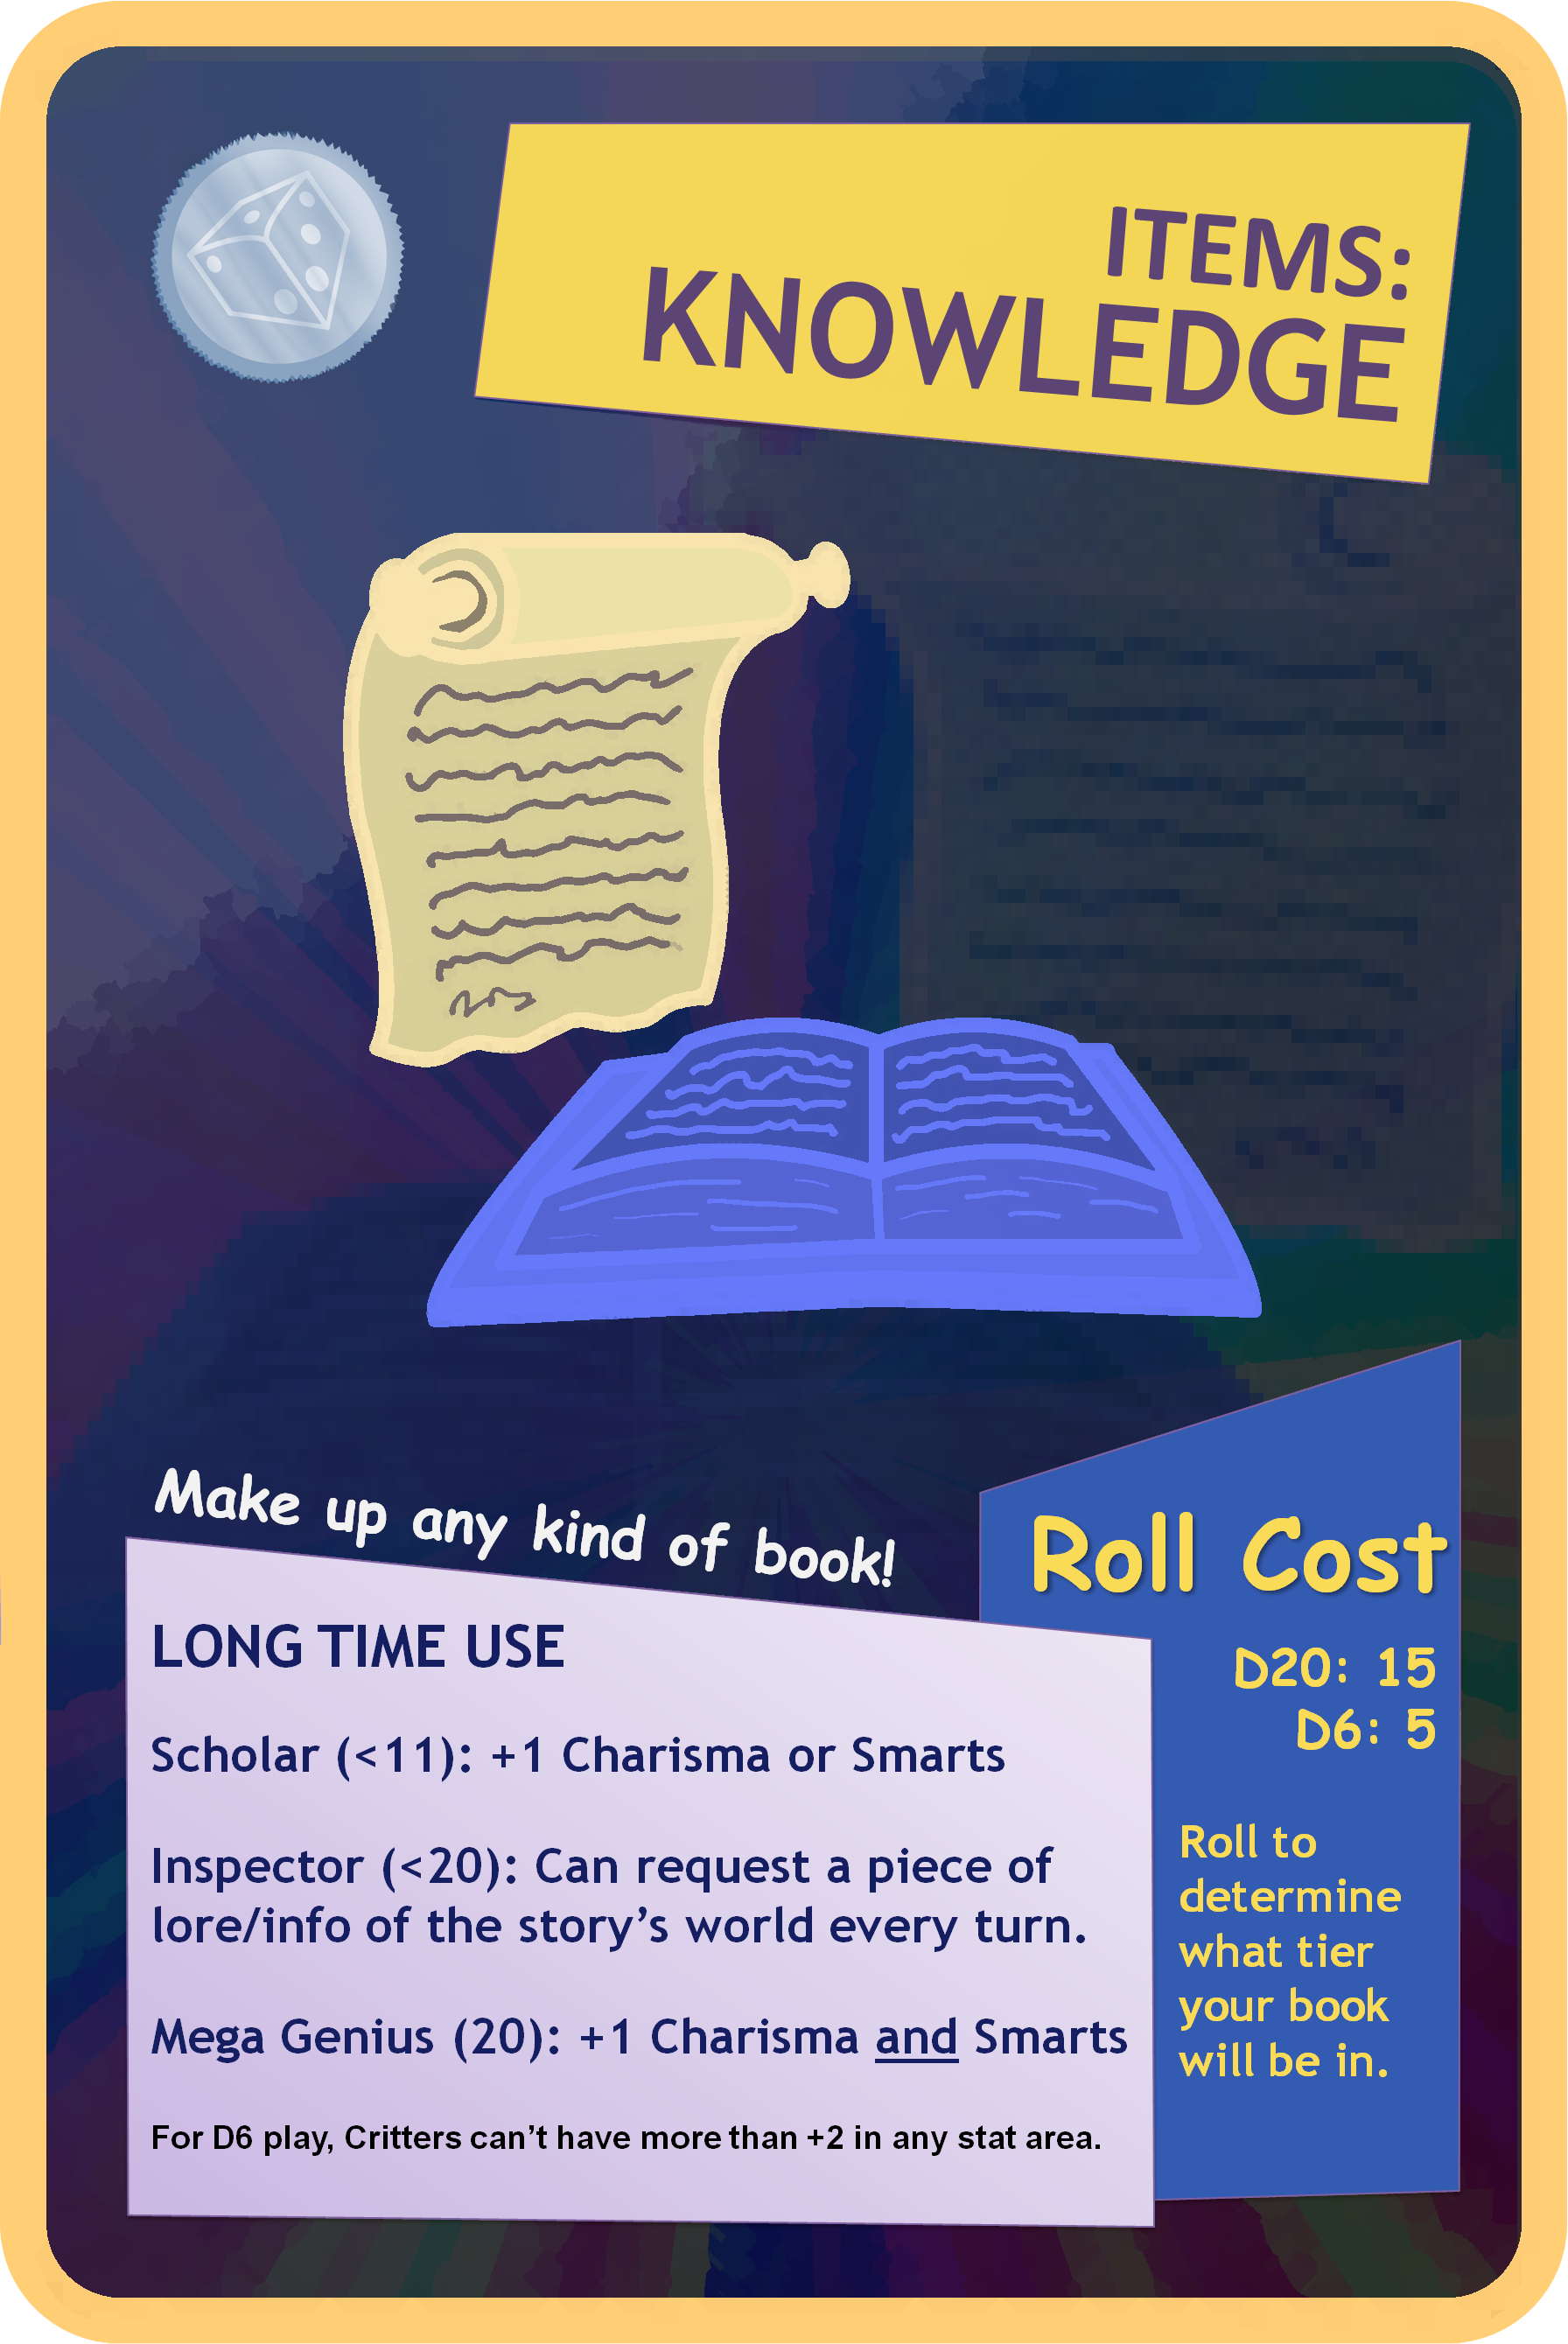 ITEMS:
KNOWLEDGE
Make up any kind of book!
LONG TIME USE
Scholar (<11): +1 Charisma or Smarts
Inspector (<20): Can request a piece of
lore/info of the story’s world every turn.
Mega Genius (20): +1 Charisma and Smarts
For D6 play, Critters can’t have more than +2 in any stat area.
Roll Cost
D20: 15
D6: 5
Roll to
determine
what tier
your book
will be in.